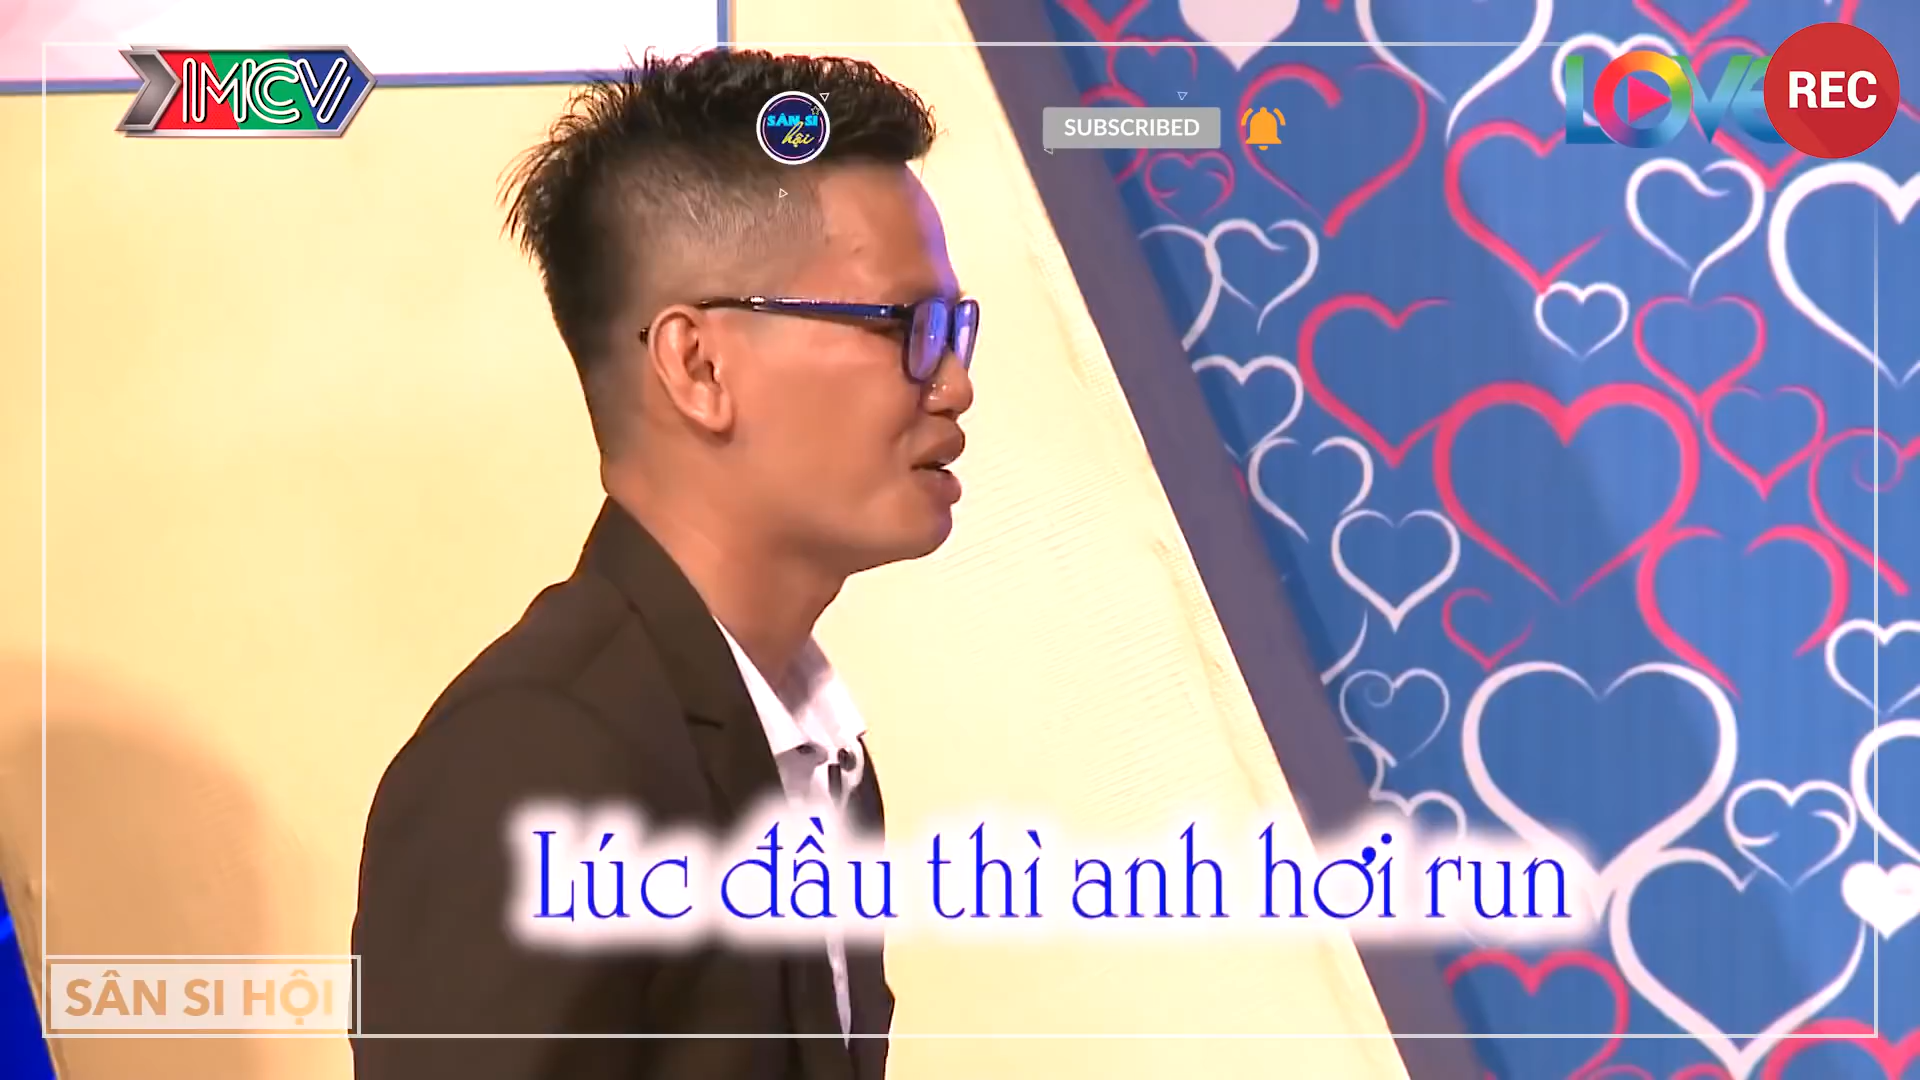 MCV
SÂN SI
hội
SUBSCRIBED
LOVE
REC
Lúc đầu thì anh hơi run
SÂN SI HỘI